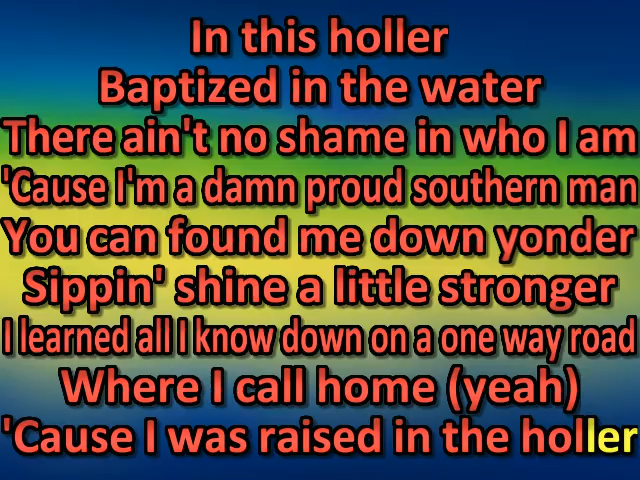 In this holler
Baptized in the water
There ain't no shame in who I am
'Cause I'm a damn proud southern man
You can found me down yonder
Sippin' shine a little stronger
I learned all I know down on a one way road
Where I call home (yeah)
'Cause I was raised in the holler